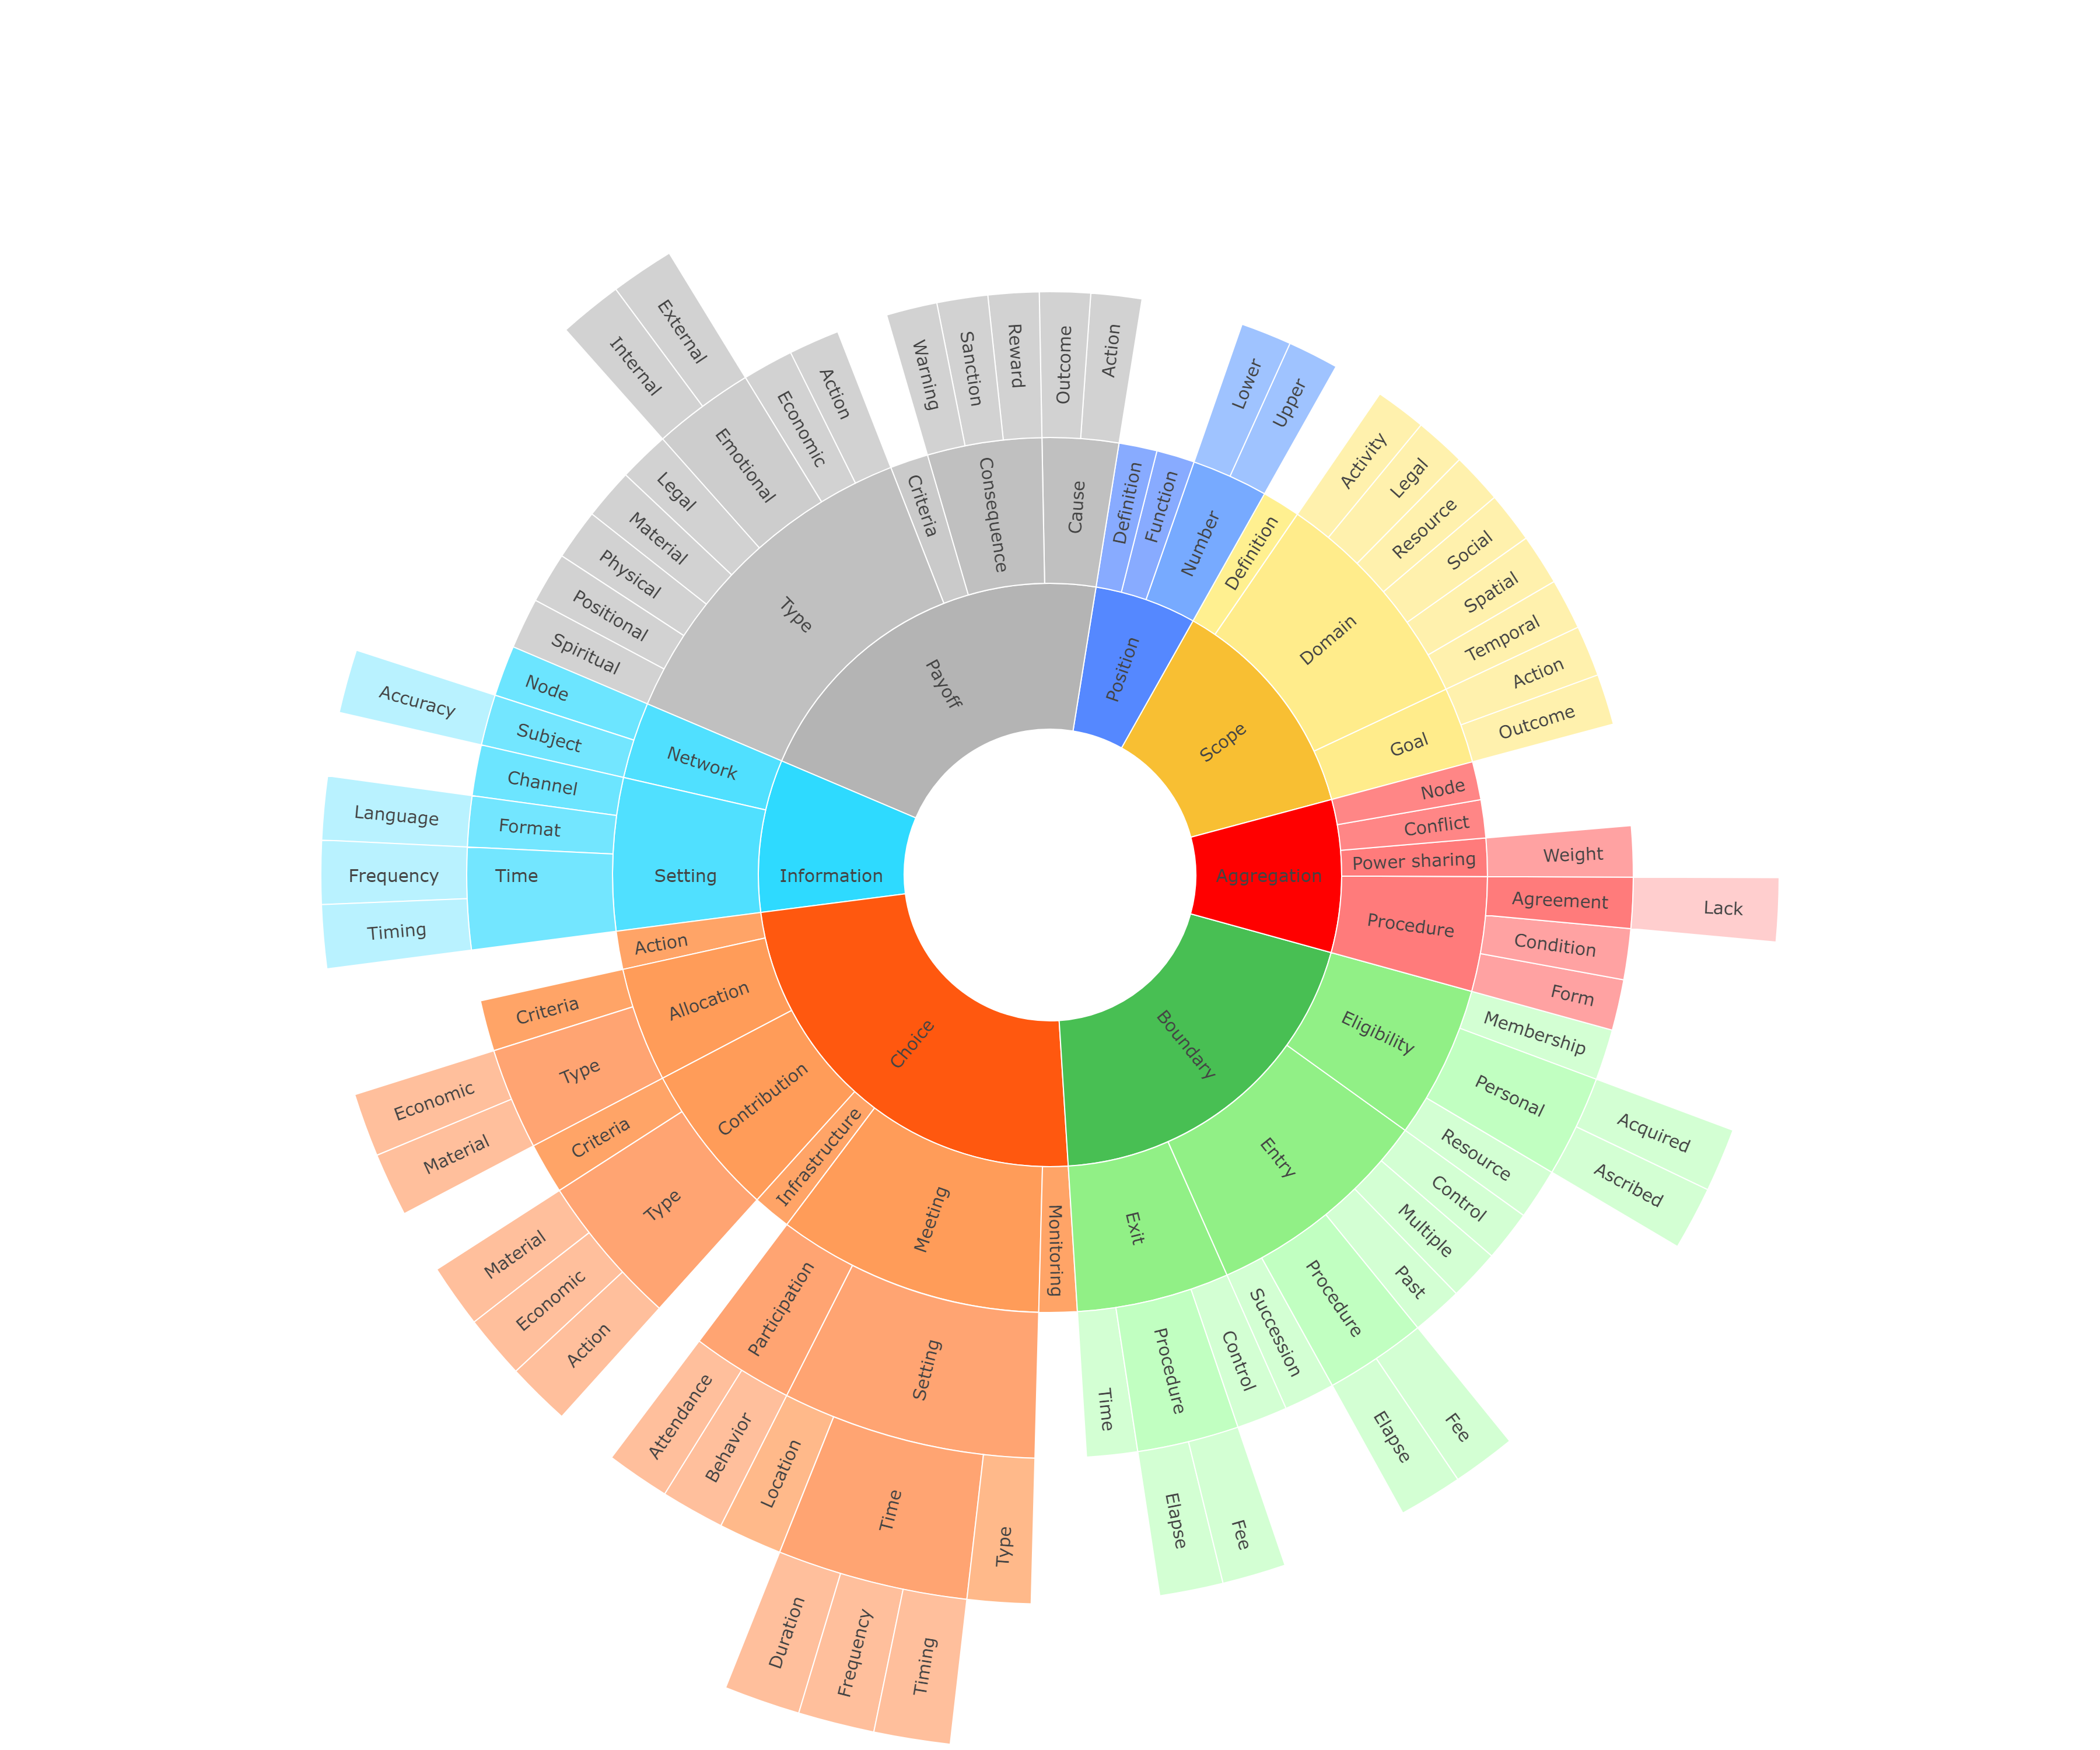 Payoff
Type
External
Internal
Emotional
Economic
Action
Legal
Material
Physical
Positional
Spiritual
Criteria
Consequence
Warning
Sanction
Reward
Cause
Outcome
Action
Position
Definition
Function
Number
Lower
Upper
Scope
Definition
Domain
Activity
Legal
Resource
Social
Spatial
Temporal
Goal
Action
Outcome
Aggregation
Node
Conflict
Power sharing
Weight
Procedure
Agreement
Lack
Condition
Form
Boundary
Eligibility
Membership
Personal
Acquired
Ascribed
Resource
Entry
Control
Multiple
Past
Procedure
Fee
Elapse
Succession
Exit
Control
Procedure
Fee
Elapse
Time
Choice
Monitoring
Meeting
Setting
Type
Time
Timing
Frequency
Duration
Location
Participation
Behavior
Attendance
Infrastructure
Contribution
Type
Action
Economic
Material
Criteria
Allocation
Type
Material
Economic
Criteria
Action
Information
Setting
Time
Timing
Frequency
Format
Language
Channel
Network
Subject
Accuracy
Node